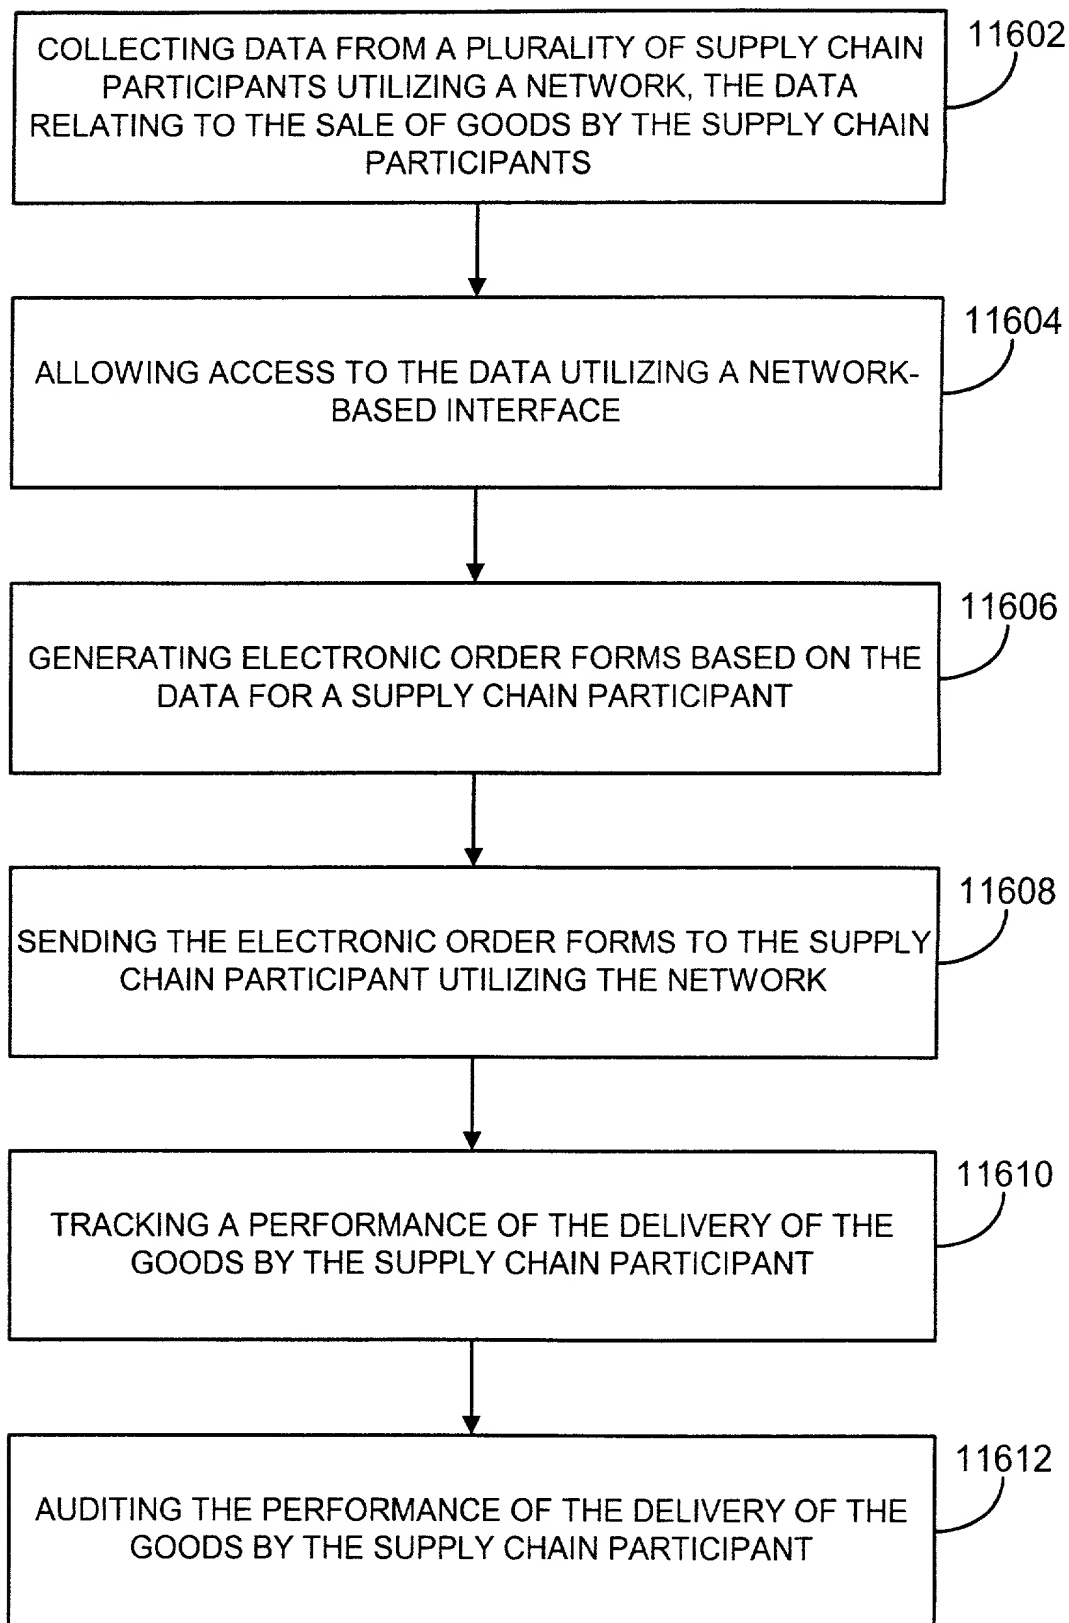 COLLECTING DATA FROM A PLURALITY OF SUPPLY CHAIN
PARTICIPANTS UTILIZING A NETWORK, THE DATA
RELATING TO THE SALE OF GOODS BY THE SUPPLY CHAIN
PARTICIPANTS
11602
ALLOWING ACCESS TO THE DATA UTILIZING A NETWORK-
BASED INTERFACE
11604
GENERATING ELECTRONIC ORDER FORMS BASED ON THE
DATA FOR A SUPPLY CHAIN PARTICIPANT
11606
SENDING THE ELECTRONIC ORDER FORMS TO THE SUPPLY
CHAIN PARTICIPANT UTILIZING THE NETWORK
11608
TRACKING A PERFORMANCE OF THE DELIVERY OF THE
GOODS BY THE SUPPLY CHAIN PARTICIPANT
11610
AUDITING THE PERFORMANCE OF THE DELIVERY OF THE
GOODS BY THE SUPPLY CHAIN PARTICIPANT
11612